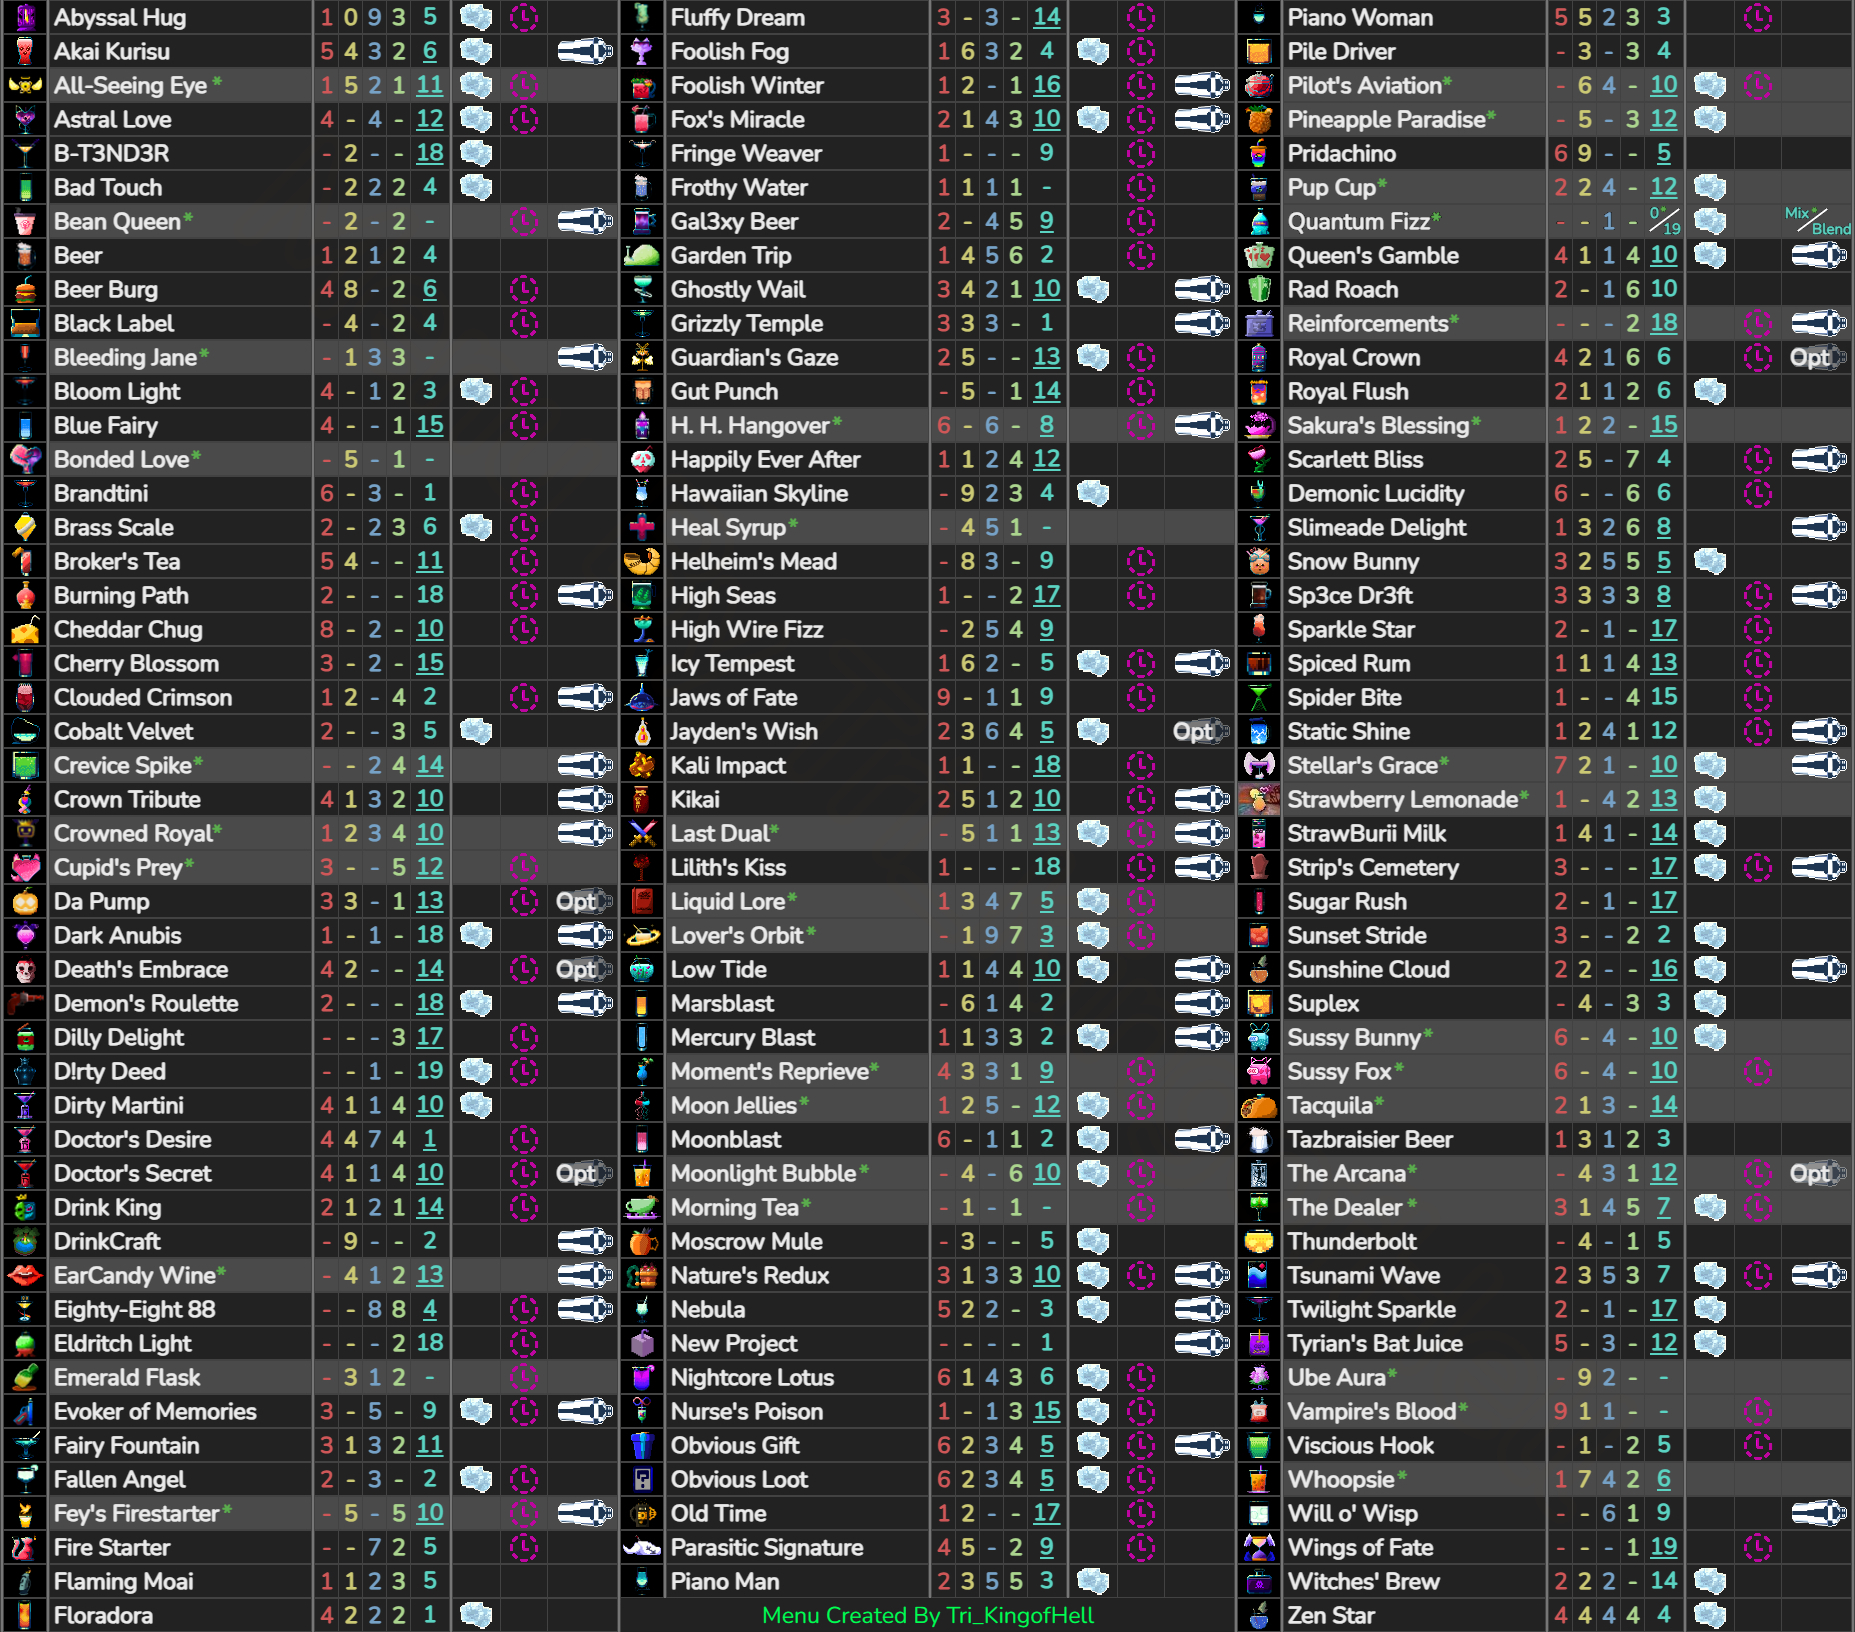 Abyssal Hug 1 0 9 3 5
Akai Kurisu 5 4 3 2 6
All-Seeing Eye * 1 5 2 1 11
Astral Love 4 - 4 - 12
B-T3ND3R - 2 - - 18
Bad Touch - 2 2 2 4
Bean Queen* - 2 - 2 -
Beer 1 2 1 2 4
Beer Burg 4 8 - 2 6
Black Label - 4 - 2 4
Bleeding Jane* - 1 3 3 -
Bloom Light 4 - 1 2 3
Blue Fairy 4 - - 1 15
Bonded Love* - 5 - 1 -
Brandtini 6 - 3 - 1
Brass Scale 2 - 2 3 6
Broker's Tea 5 4 - - 11
Burning Path 2 - - - 18
Cheddar Chug 8 - 2 - 10
Cherry Blossom 3 - 2 - 15
Clouded Crimson 1 2 - 4 2
Cobalt Velvet 2 - - 3 5
Crevice Spike* - - 2 4 14
Crown Tribute 4 1 3 2 10
Crowned Royal* 1 2 3 4 10
Cupid's Prey* 3 - - 5 12
Da Pump 3 3 - 1 13 Opt
Dark Anubis 1 - 1 - 18
Death's Embrace 4 2 - - 14 Opt
Demon's Roulette 2 - - - 18
Dilly Delight - - - 3 17
D!rty Deed - - 1 - 19
Dirty Martini 4 1 1 4 10
Doctor's Desire 4 4 7 4 1
Doctor's Secret 4 1 1 4 10 Opt
Drink King 2 1 2 1 14
DrinkCraft - 9 - - 2
EarCandy Wine* - 4 1 2 13
Eighty-Eight 88 - - 8 8 4
Eldritch Light - - - 2 18
Emerald Flask - 3 1 2 -
Evoker of Memories 3 - 5 - 9
Fairy Fountain 3 1 3 2 11
Fallen Angel 2 - 3 - 2
Fey's Firestarter * - 5 - 5 10
Fire Starter - - 7 2 5
Flaming Moai 1 1 2 3 5
Floradora 4 2 2 2 1
Fluffy Dream 3 - 3 - 14
Foolish Fog 1 6 3 2 4
Foolish Winter 1 2 - 1 16
Fox's Miracle 2 1 4 3 10
Fringe Weaver 1 - - - 9
Frothy Water 1 1 1 1 -
Gal3xy Beer 2 - 4 5 9
Garden Trip 1 4 5 6 2
Ghostly Wail 3 4 2 1 10
Grizzly Temple 3 3 3 - 1
Guardian's Gaze 2 5 - - 13
Gut Punch - 5 - 1 14
H. H. Hangover* 6 - 6 - 8
Happily Ever After 1 1 2 4 12
Hawaiian Skyline - 9 2 3 4
Heal Syrup* - 4 5 1 -
Helheim's Mead - 8 3 - 9
High Seas 1 - - 2 17
High Wire Fizz - 2 5 4 9
Icy Tempest 1 6 2 - 5
Jaws of Fate 9 - 1 1 9
Jayden's Wish 2 3 6 4 5 Opt
Kali Impact 1 1 - - 18
Kikai 2 5 1 2 10
Last Dual* - 5 1 1 13
Lilith's Kiss 1 - - - 18
Liquid Lore* 1 3 4 7 5
Lover's Orbit* - 1 9 7 3
Low Tide 1 1 4 4 10
Marsblast - 6 1 4 2
Mercury Blast 1 1 3 3 2
Moment's Reprieve* 4 3 3 1 9
Moon Jellies* 1 2 5 - 12
Moonblast 6 - 1 1 2
Moonlight Bubble* - 4 - 6 10
Morning Tea* - 1 - 1 -
Moscrow Mule - 3 - - 5
Nature's Redux 3 1 3 3 10
Nebula 5 2 2 - 3
New Project - - - - 1
Nightcore Lotus 6 1 4 3 6
Nurse's Poison 1 - 1 3 15
Obvious Gift 6 2 3 4 5
Obvious Loot 6 2 3 4 5
Old Time 1 2 - - 17
Parasitic Signature 4 5 - 2 9
Piano Man 2 3 5 5 3
Menu Created By Tri_KingofHell
Piano Woman 5 5 2 3 3
Pile Driver - 3 - 3 4
Pilot's Aviation* - 6 4 - 10
Pineapple Paradise* - 5 - 3 12
Pridachino 6 9 - - 5
Pup Cup* 2 2 4 - 12
Quantum Fizz* - - 1 - 0*/19 Mix*/Blend
Queen's Gamble 4 1 1 4 10
Rad Roach 2 - 1 6 10
Reinforcements* - - - 2 18
Royal Crown 4 2 1 6 6 Opt
Royal Flush 2 1 1 2 6
Sakura's Blessing* 1 2 2 - 15
Scarlett Bliss 2 5 - 7 4
Demonic Lucidity 6 - - 6 6
Slimeade Delight 1 3 2 6 8
Snow Bunny 3 2 5 5 5
Sp3ce Dr3ft 3 3 3 3 8
Sparkle Star 2 - 1 - 17
Spiced Rum 1 1 1 4 13
Spider Bite 1 - - 4 15
Static Shine 1 2 4 1 12
Stellar's Grace* 7 2 1 - 10
Strawberry Lemonade* 1 - 4 2 13
StrawBurii Milk 1 4 1 - 14
Strip's Cemetery 3 - - - 17
Sugar Rush 2 - 1 - 17
Sunset Stride 3 - - 2 2
Sunshine Cloud 2 2 - - 16
Suplex - 4 - 3 3
Sussy Bunny* 6 - 4 - 10
Sussy Fox* 6 - 4 - 10
Tacquila* 2 1 3 - 14
Tazbraisier Beer 1 3 1 2 3
The Arcana* - 4 3 1 12 Opt
The Dealer * 3 1 4 5 7
Thunderbolt - 4 - 1 5
Tsunami Wave 2 3 5 3 7
Twilight Sparkle 2 - 1 - 17
Tyrian's Bat Juice 5 - 3 - 12
Ube Aura* - 9 2 - -
Vampire's Blood* 9 1 1 - -
Viscious Hook - 1 - 2 5
Whoopsie* 1 7 4 2 6
Will o' Wisp - - 6 1 9
Wings of Fate - - - 1 19
Witches' Brew 2 2 2 - 14
Zen Star 4 4 4 4 4